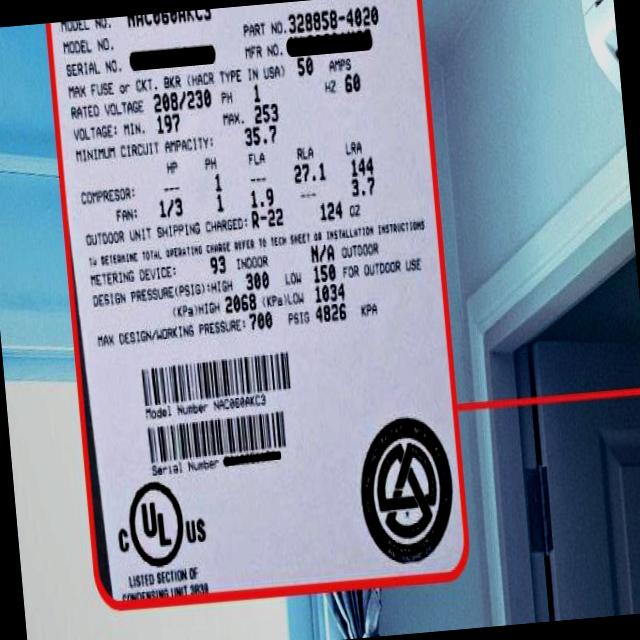 MODEL NO. NAC060AKC3
MODEL NO. PART NO. 328858-4020
SERIAL NO. MFR NO.
MAX FUSE or CKT. BKR (HACR TYPE IN USA) 50 AMPS
RATED VOLTAGE 208/230 PH 1 HZ 60
VOLTAGE: MIN. 197 MAX. 253
MINIMUM CIRCUIT AMPACITY: 35.7
HP PH FLA RLA LRA
COMPRESOR: --- 1 --- 27.1 144
FAN: 1/3 1 1.9 --- 3.7
OUTDOOR UNIT SHIPPING CHARGED: R-22 124 OZ
TO DETERMINE TOTAL OPERATING CHARGE REFER TO TECH SHEET OR INSTALLATION INSTRUCTIONS
METERING DEVICE: 93 INDOOR N/A OUTDOOR
DESIGN PRESSURE(PSIG):HIGH 300 LOW 150 FOR OUTDOOR USE
(KPa)HIGH 2068 (KPa)LOW 1034
MAX DESIGN/WORKING PRESSURE: 700 PSIG 4826 KPA
Model Number NAC060AKC3
Serial Number
C UL US
LISTED SECTION OF
CONDENSING UNIT